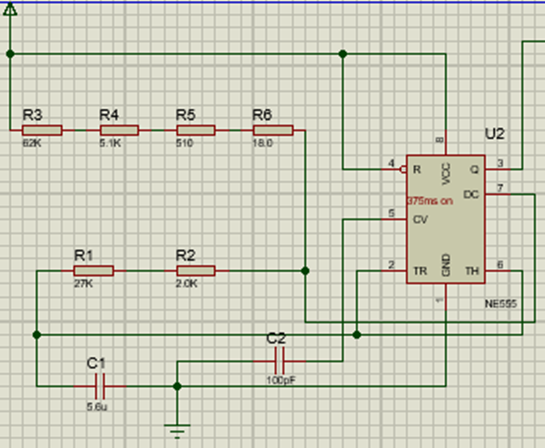 R3
R4
R5
R6
62K
5.1K
510
18.0
U2
8
4
R
VCC
Q
3
DC
7
375ms on
5
CV
2
TR
GND
TH
6
1
NE555
R1
R2
27K
2.0K
C1
5.6u
C2
100pF